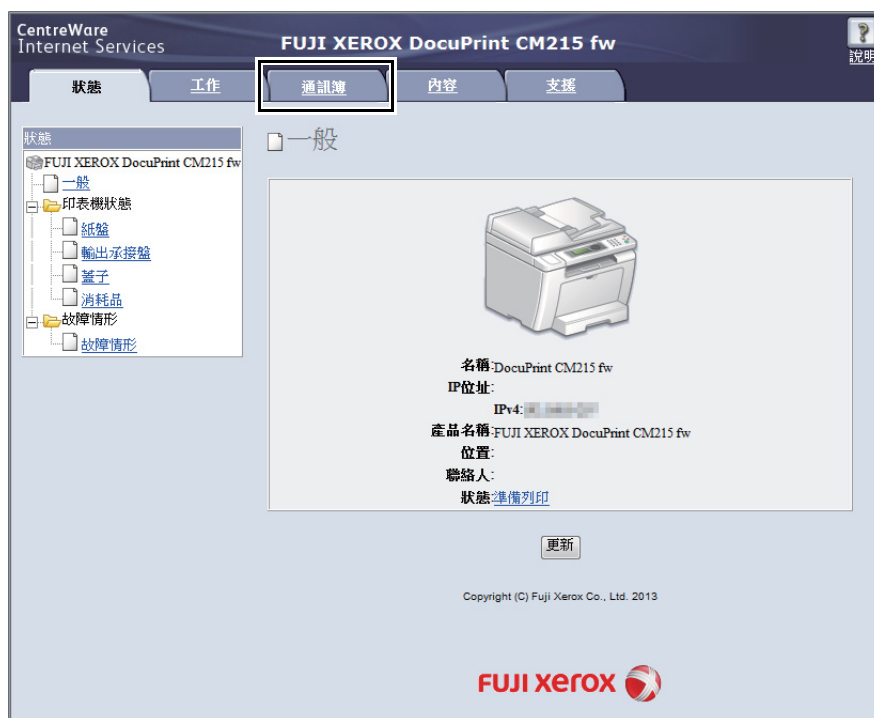 CentreWare
Internet Services
FUJI XEROX DocuPrint CM215 fw
說明
狀態
工作
通訊簿
內容
支援
狀態
FUJI XEROX DocuPrint CM215 fw
一般
印表機狀態
紙盤
輸出承接盤
蓋子
消耗品
故障情形
故障情形
一般
名稱:DocuPrint CM215 fw
IP位址:
IPv4:
產品名稱:FUJI XEROX DocuPrint CM215 fw
位置:
聯絡人:
狀態:準備列印
更新
Copyright (C) Fuji Xerox Co., Ltd. 2013
FUJI xerox